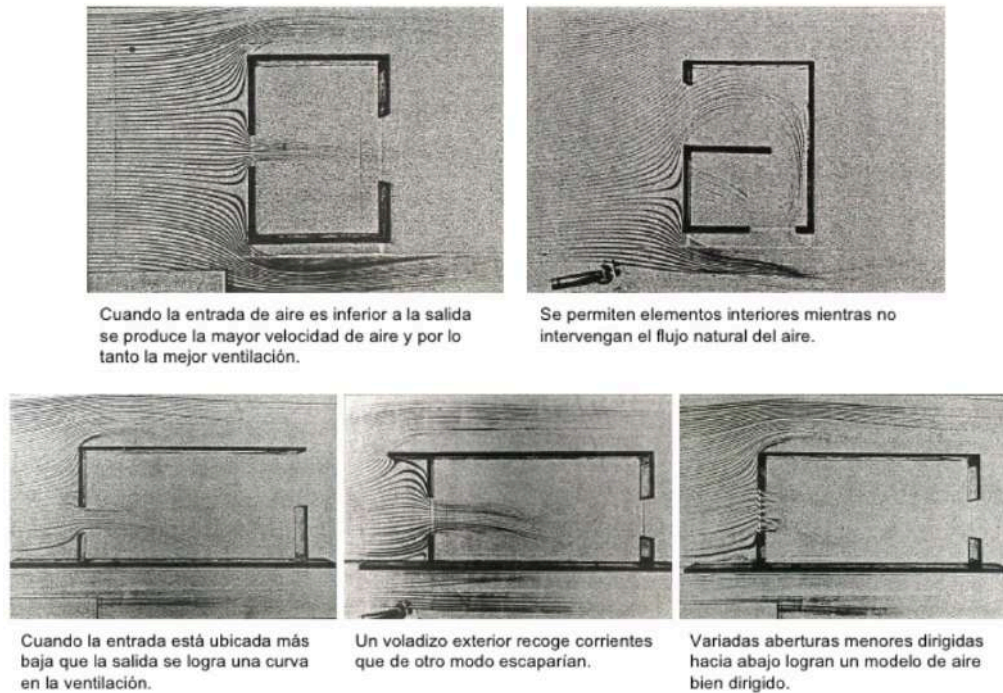 Cuando la entrada de aire es inferior a la salida
se produce la mayor velocidad de aire y por lo
tanto la mejor ventilación.
Se permiten elementos interiores mientras no
intervengan el flujo natural del aire.
Cuando la entrada está ubicada más
baja que la salida se logra una curva
en la ventilación.
Un voladizo exterior recoge corrientes
que de otro modo escaparían.
Variadas aberturas menores dirigidas
hacia abajo logran un modelo de aire
bien dirigido.